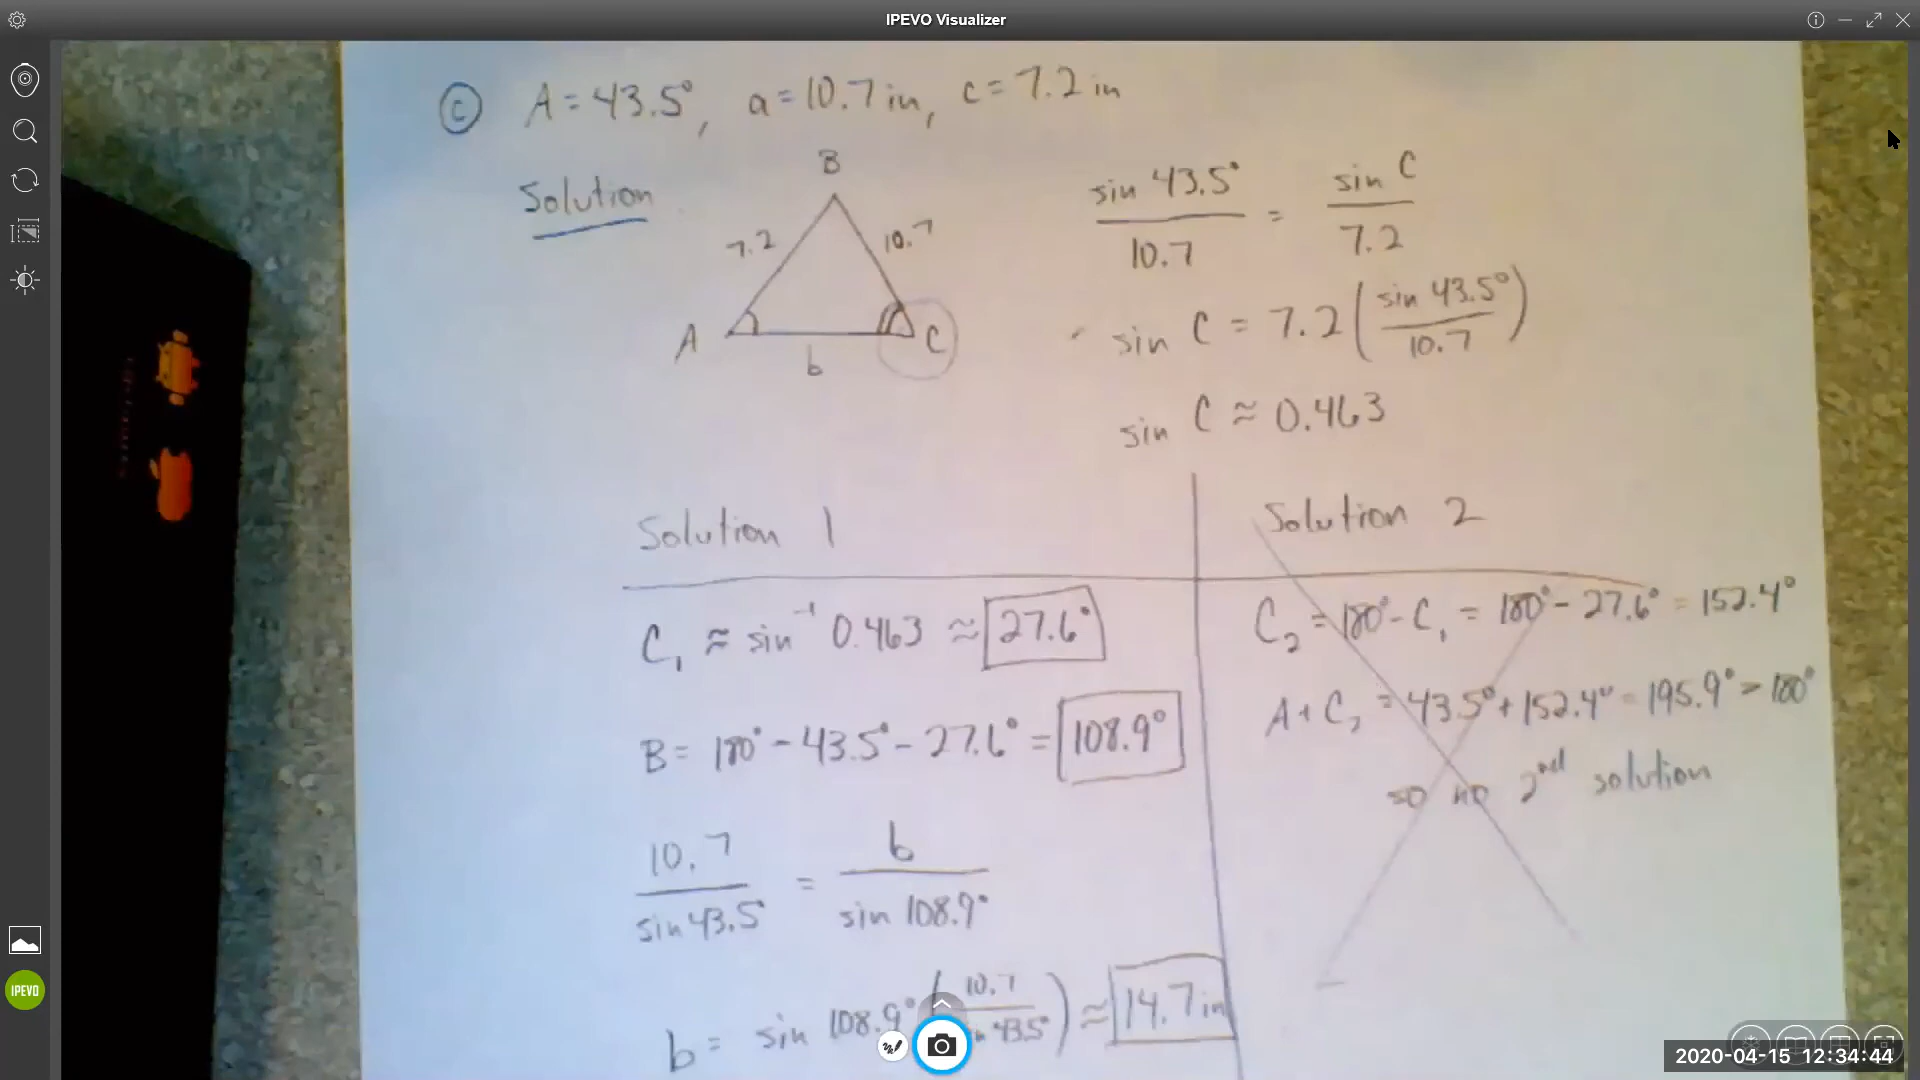 IPEVO Visualizer
Ⓒ A = 43.5°, a = 10.7 in, c = 7.2 in
Solution
B
7.2
10.7
A
b
C
sin 43.5° / 10.7 = sin C / 7.2
sin C = 7.2 ( sin 43.5° / 10.7 )
sin C ≈ 0.463
Solution 1
C₁ ≈ sin⁻¹ 0.463 ≈ 27.6°
B = 180° - 43.5° - 27.6° = 108.9°
10.7 / sin 43.5° = b / sin 108.9°
b = sin 108.9° ( 10.7 / sin 43.5° ) ≈ 14.7 in
Solution 2
C₂ = 180° - C₁ = 180° - 27.6° = 152.4°
A + C₂ = 43.5° + 152.4° = 195.9° > 180°
so no 2nd solution
IPEVO
2020-04-15 12:34:44